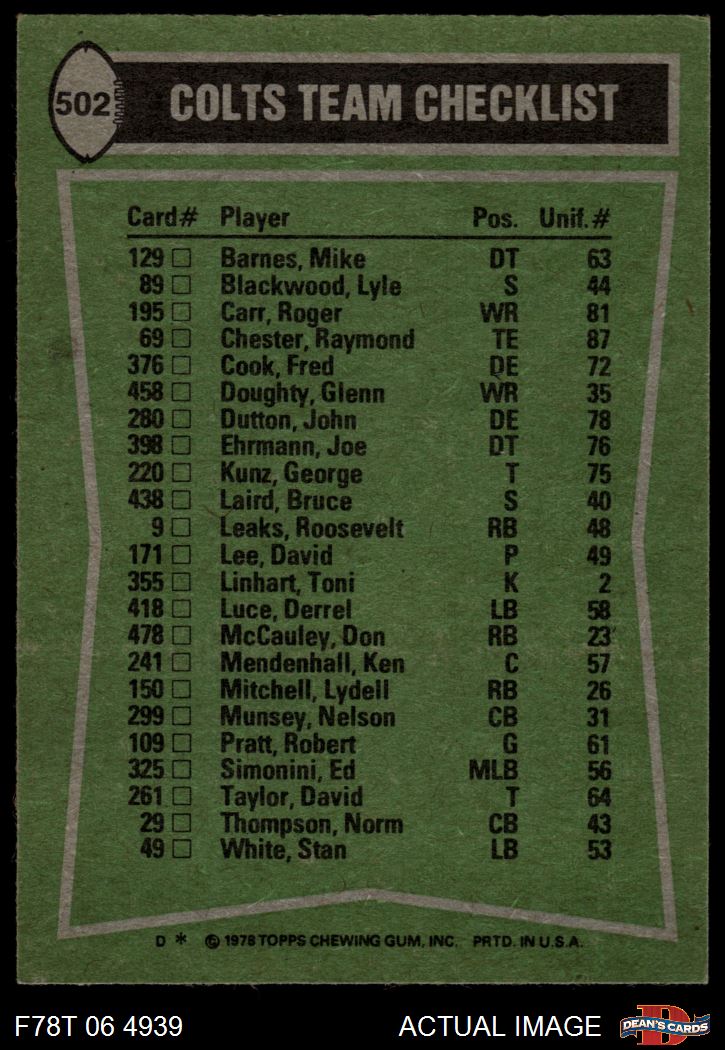 502 COLTS TEAM CHECKLIST
Card# Player Pos. Unif.#
129 □ Barnes, Mike DT 63
89 □ Blackwood, Lyle S 44
195 □ Carr, Roger WR 81
69 □ Chester, Raymond TE 87
376 □ Cook, Fred DE 72
458 □ Doughty, Glenn WR 35
280 □ Dutton, John DE 78
398 □ Ehrmann, Joe DT 76
220 □ Kunz, George T 75
438 □ Laird, Bruce S 40
9 □ Leaks, Roosevelt RB 48
171 □ Lee, David P 49
355 □ Linhart, Toni K 2
418 □ Luce, Derrel LB 58
478 □ McCauley, Don RB 23
241 □ Mendenhall, Ken C 57
150 □ Mitchell, Lydell RB 26
299 □ Munsey, Nelson CB 31
109 □ Pratt, Robert G 61
325 □ Simonini, Ed MLB 56
261 □ Taylor, David T 64
29 □ Thompson, Norm CB 43
49 □ White, Stan LB 53
D * © 1978 TOPPS CHEWING GUM, INC. PRTD. IN U.S.A.
F78T 06 4939 ACTUAL IMAGE D DEAN'S CARDS